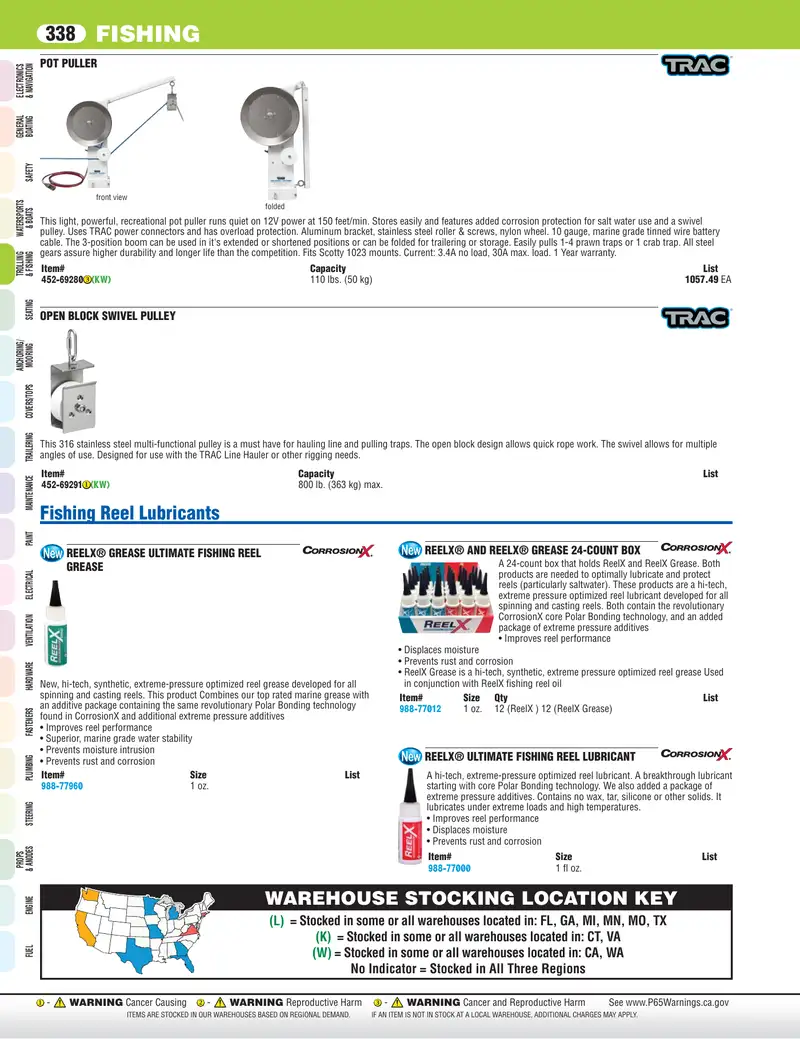 338 FISHING
ELECTRONICS
& NAVIGATION
GENERAL
BOATING
SAFETY
WATERSPORTS
& BOATS
TROLLING
& FISHING
SEATING
ANCHORING/
MOORING
COVERS/TOPS
TRAILERING
MAINTENANCE
PAINT
ELECTRICAL
VENTILATION
HARDWARE
FASTENERS
PLUMBING
STEERING
PROPS
& ANODES
ENGINE
FUEL
POT PULLER
TRAC
front view
folded
This light, powerful, recreational pot puller runs quiet on 12V power at 150 feet/min. Stores easily and features added corrosion protection for salt water use and a swivel
pulley. Uses TRAC power connectors and has overload protection. Aluminum bracket, stainless steel roller & screws, nylon wheel. 10 guage, marine grade tinned wire battery
cable. The 3-position boom can be used in it's extended or shortened positions or can be folded for trailering or storage. Easily pulls 1-4 prawn traps or 1 crab trap. All steel
gears assure higher durability and longer life than the competition. Fits Scotty 1023 mounts. Current: 3.4A no load, 30A max. load. 1 Year warranty.
Item# Capacity List
452-69280 3 (KW) 110 lbs. (50 kg) 1057.49 EA
OPEN BLOCK SWIVEL PULLEY
TRAC
This 316 stainless steel multi-functional pulley is a must have for hauling line and pulling traps. The open block design allows quick rope work. The swivel allows for multiple
angles of use. Designed for use with the TRAC Line Hauler or other rigging needs.
Item# Capacity List
452-69291 1 (KW) 800 lb. (363 kg) max.
Fishing Reel Lubricants
New REELX® GREASE ULTIMATE FISHING REEL
GREASE
CORROSIONX.
REELX
New, hi-tech, synthetic, extreme-pressure optimized reel grease developed for all
spinning and casting reels. This product Combines our top rated marine grease with
an additive package containing the same revolutionary Polar Bonding technology
found in CorrosionX and additional extreme pressure additives
• Improves reel performance
• Superior, marine grade water stability
• Prevents moisture intrusion
• Prevents rust and corrosion
Item# Size List
988-77960 1 oz.
New REELX® AND REELX® GREASE 24-COUNT BOX
CORROSIONX.
REELX
A 24-count box that holds ReelX and ReelX Grease. Both
products are needed to optimally lubricate and protect
reels (particularly saltwater). These products are a hi-tech,
extreme pressure optimized reel lubricant developed for all
spinning and casting reels. Both contain the revolutionary
CorrosionX core Polar Bonding technology, and an added
package of extreme pressure additives
• Improves reel performance
• Displaces moisture
• Prevents rust and corrosion
• ReelX Grease is a hi-tech, synthetic, extreme pressure optimized reel grease Used
in conjunction with ReelX fishing reel oil
Item# Size Qty List
988-77012 1 oz. 12 (ReelX ) 12 (ReelX Grease)
New REELX® ULTIMATE FISHING REEL LUBRICANT
CORROSIONX.
REELX
A hi-tech, extreme-pressure optimized reel lubricant. A breakthrough lubricant
starting with core Polar Bonding technology. We also added a package of
extreme pressure additives. Contains no wax, tar, silicone or other solids. It
lubricates under extreme loads and high temperatures.
• Improves reel performance
• Displaces moisture
• Prevents rust and corrosion
Item# Size List
988-77000 1 fl oz.
WAREHOUSE STOCKING LOCATION KEY
(L) = Stocked in some or all warehouses located in: FL, GA, MI, MN, MO, TX
(K) = Stocked in some or all warehouses located in: CT, VA
(W) = Stocked in some or all warehouses located in: CA, WA
No Indicator = Stocked in All Three Regions
1 - WARNING Cancer Causing 2 - WARNING Reproductive Harm 3 - WARNING Cancer and Reproductive Harm See www.P65Warnings.ca.gov
ITEMS ARE STOCKED IN OUR WAREHOUSES BASED ON REGIONAL DEMAND. IF AN ITEM IS NOT IN STOCK AT A LOCAL WAREHOUSE, ADDITIONAL CHARGES MAY APPLY.